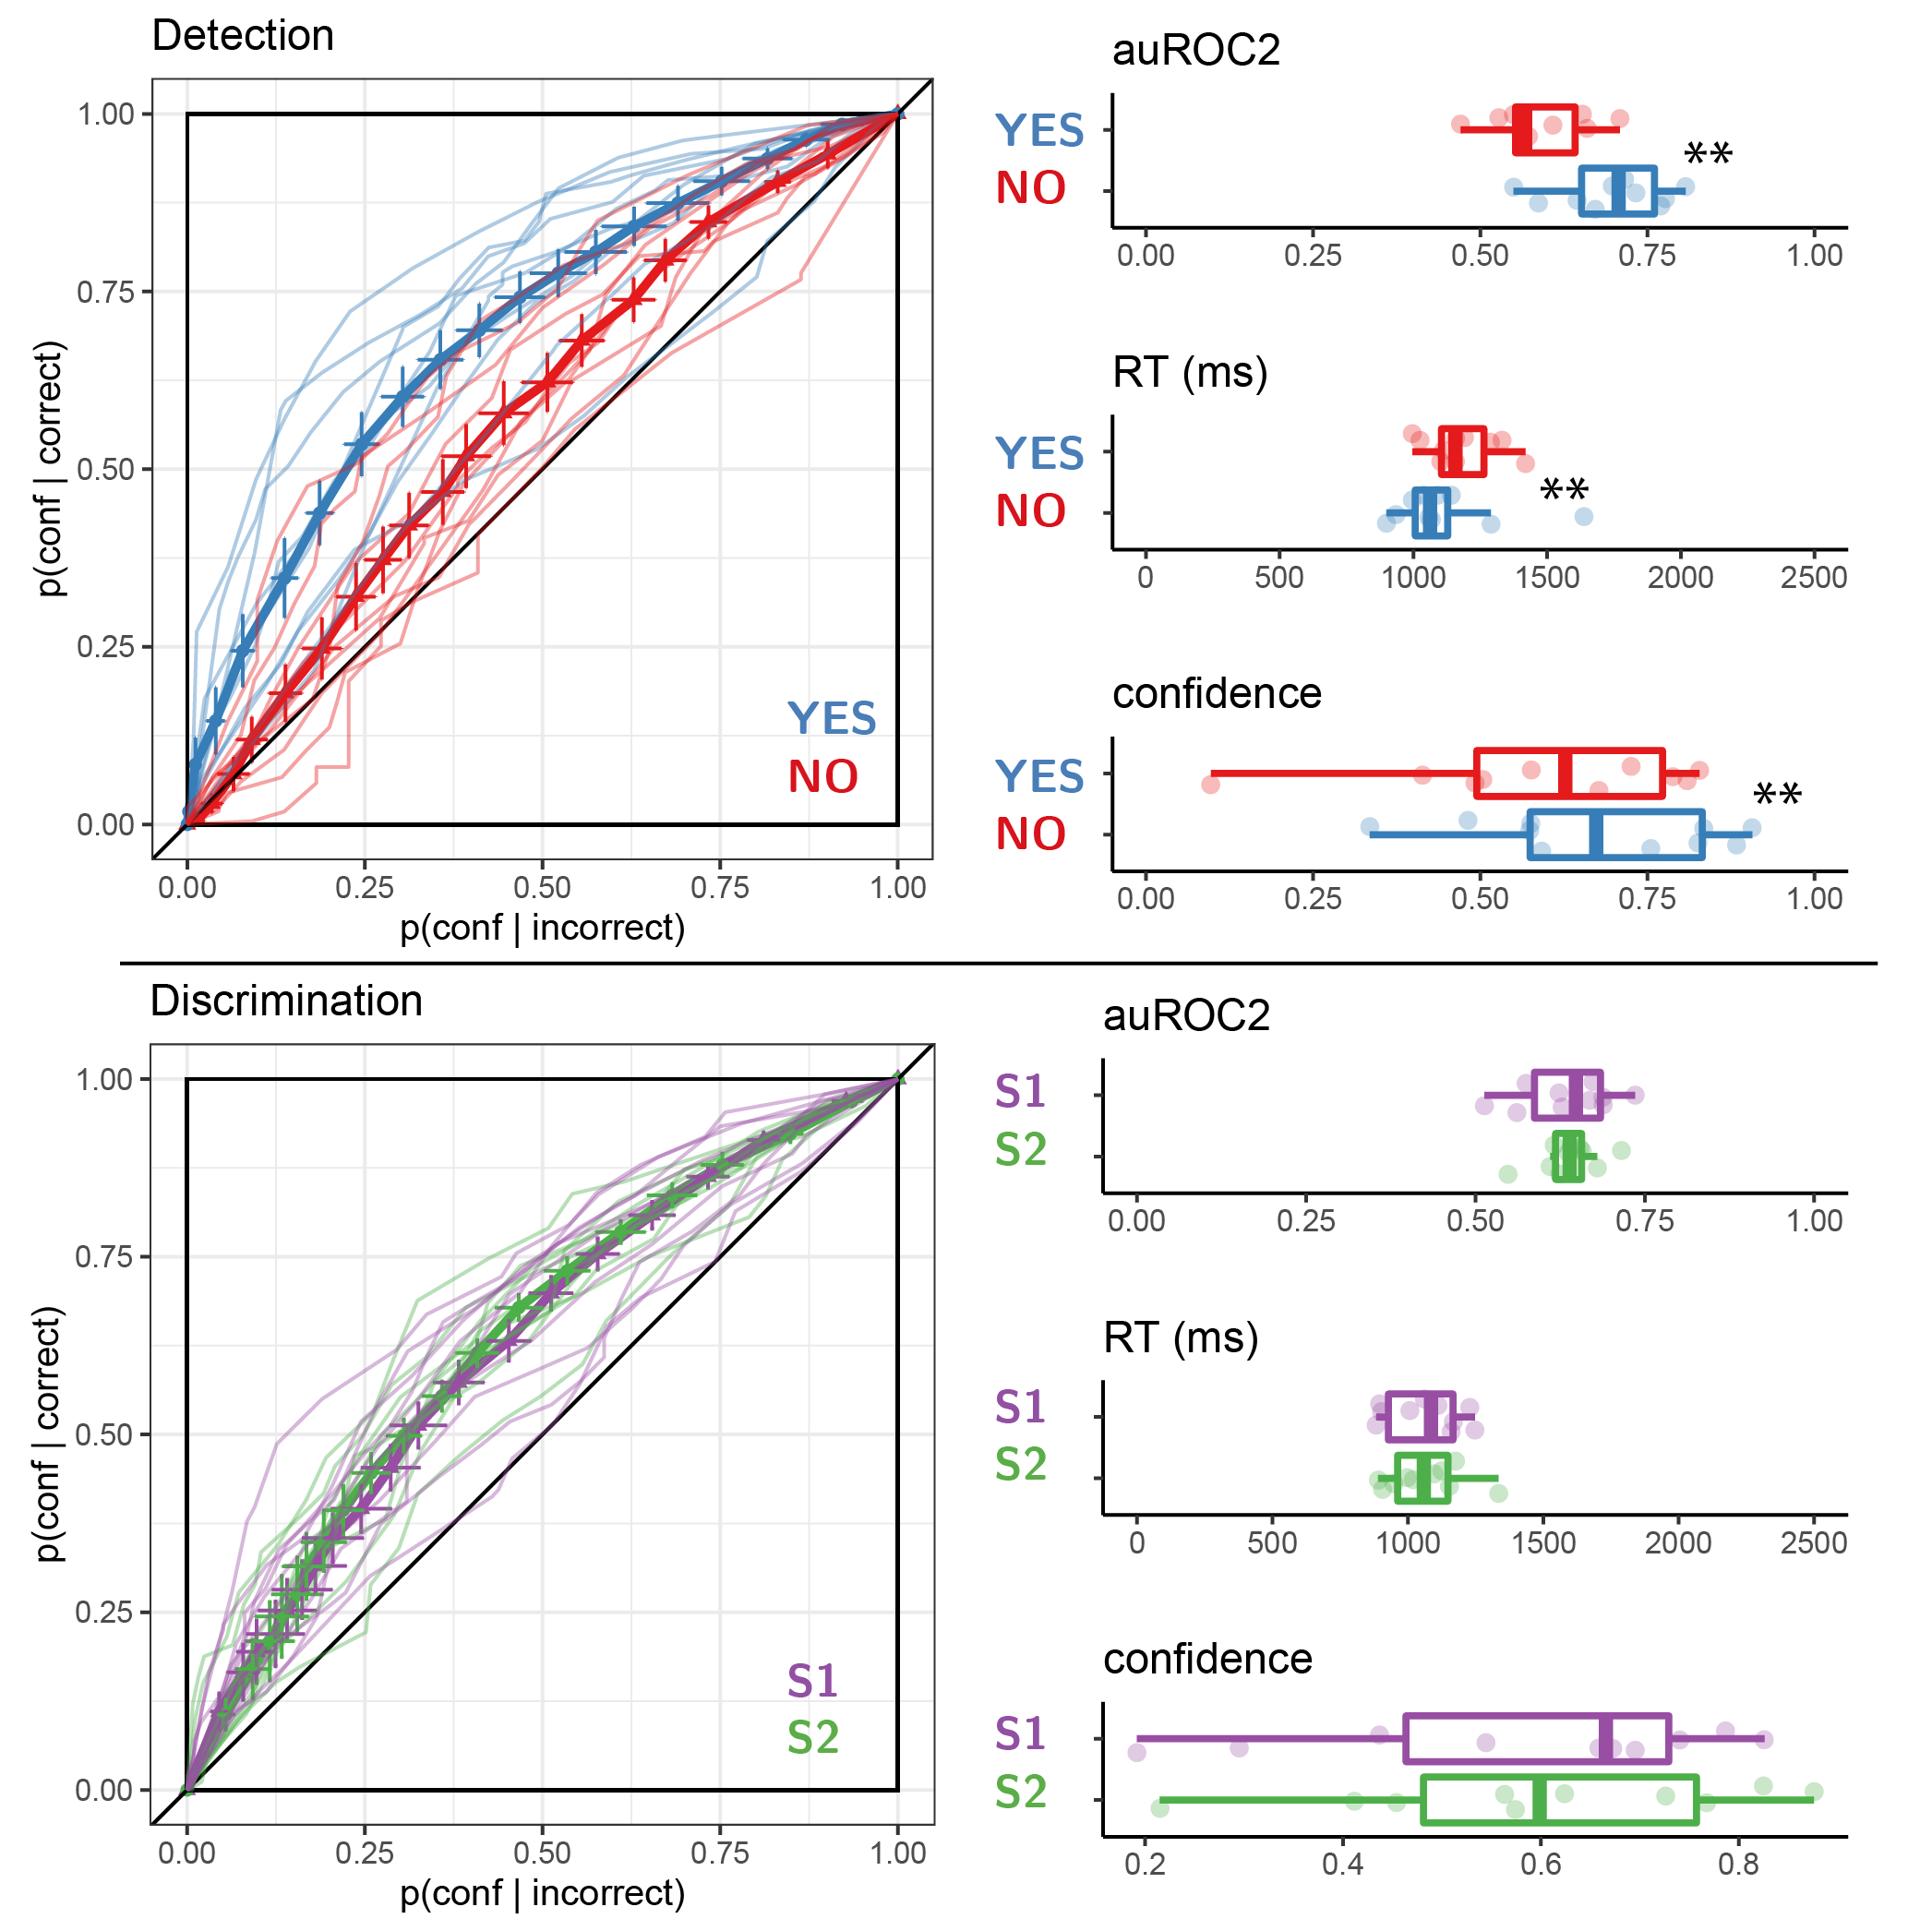 Detection
1.00
0.75
0.50
0.25
0.00
p(conf | correct)
YES
NO
0.00 0.25 0.50 0.75 1.00
p(conf | incorrect)
auROC2
YES
NO
**
0.00 0.25 0.50 0.75 1.00
RT (ms)
YES
NO
**
0 500 1000 1500 2000 2500
confidence
YES
NO
**
0.00 0.25 0.50 0.75 1.00
Discrimination
1.00
0.75
0.50
0.25
0.00
p(conf | correct)
S1
S2
0.00 0.25 0.50 0.75 1.00
p(conf | incorrect)
auROC2
S1
S2
0.00 0.25 0.50 0.75 1.00
RT (ms)
S1
S2
0 500 1000 1500 2000 2500
confidence
S1
S2
0.2 0.4 0.6 0.8